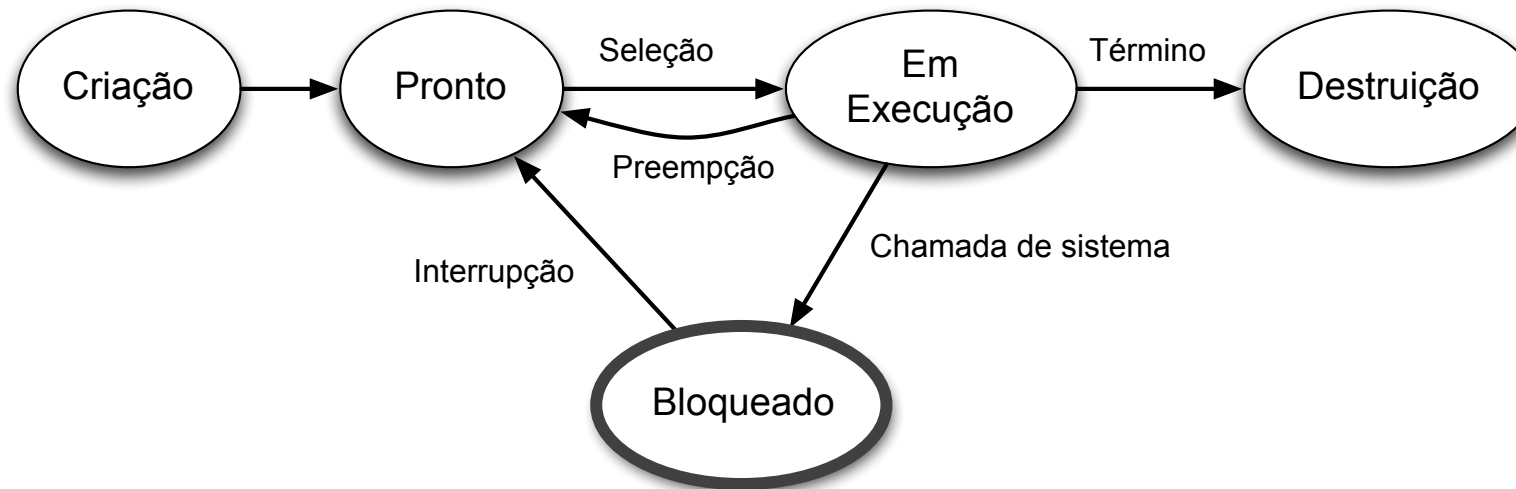 Criação
Pronto
Seleção
Em
Execução
Término
Destruição
Preempção
Interrupção
Chamada de sistema
Bloqueado